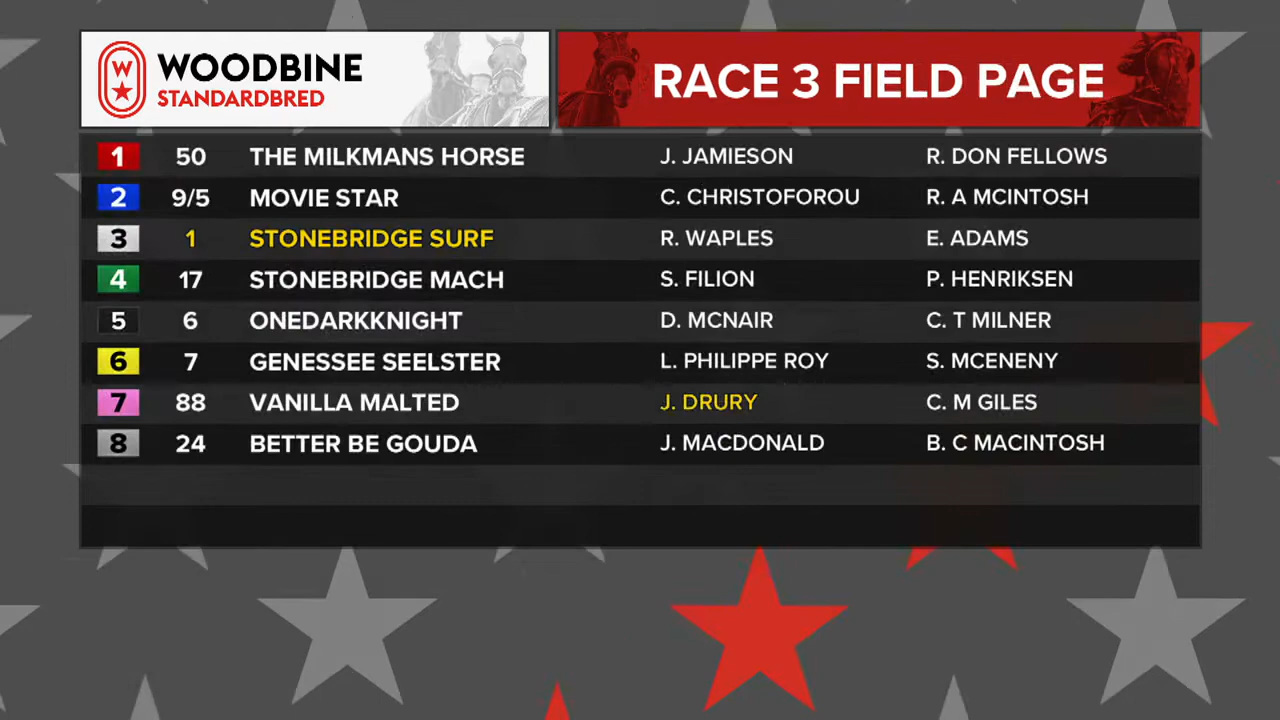 W
WOODBINE
STANDARDBRED
RACE 3 FIELD PAGE
1 50 THE MILKMANS HORSE J. JAMIESON R. DON FELLOWS
2 9/5 MOVIE STAR C. CHRISTOFOROU R. A MCINTOSH
3 1 STONEBRIDGE SURF R. WAPLES E. ADAMS
4 17 STONEBRIDGE MACH S. FILION P. HENRIKSEN
5 6 ONEDARKKNIGHT D. MCNAIR C. T MILNER
6 7 GENESSEE SEELSTER L. PHILIPPE ROY S. MCENENY
7 88 VANILLA MALTED J. DRURY C. M GILES
8 24 BETTER BE GOUDA J. MACDONALD B. C MACINTOSH